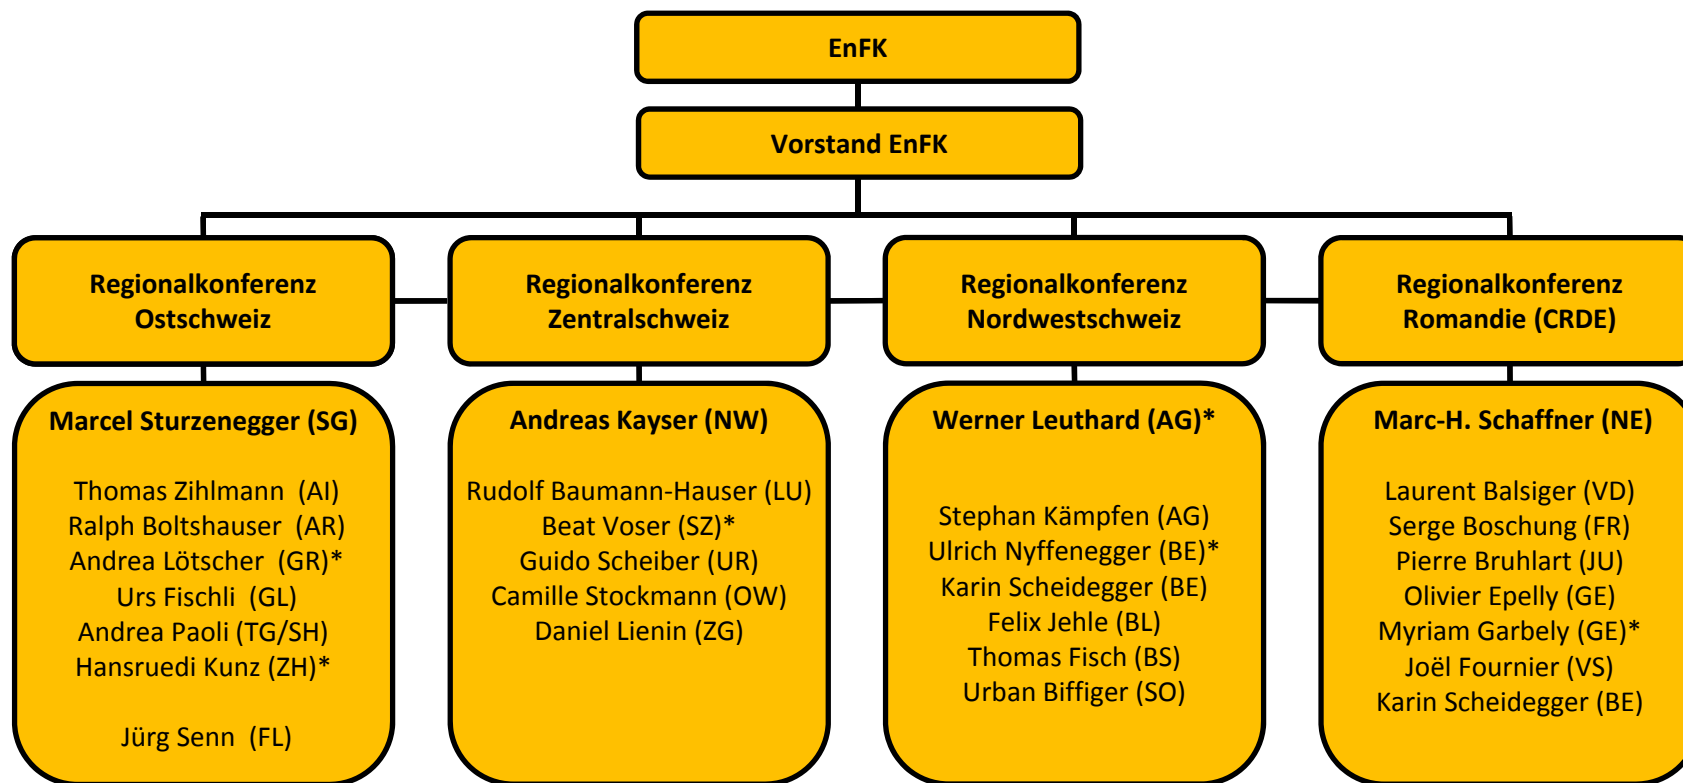 EnFK
Vorstand EnFK
Regionalkonferenz
Ostschweiz
Regionalkonferenz
Zentralschweiz
Regionalkonferenz
Nordwestschweiz
Regionalkonferenz
Romandie (CRDE)
Marcel Sturzenegger (SG)
Thomas Zihlmann (AI)
Ralph Boltshauser (AR)
Andrea Lötscher (GR)*
Urs Fischli (GL)
Andrea Paoli (TG/SH)
Hansruedi Kunz (ZH)*
Jürg Senn (FL)
Andreas Kayser (NW)
Rudolf Baumann-Hauser (LU)
Beat Voser (SZ)*
Guido Scheiber (UR)
Camille Stockmann (OW)
Daniel Lienin (ZG)
Werner Leuthard (AG)*
Stephan Kämpfen (AG)
Ulrich Nyffenegger (BE)*
Karin Scheidegger (BE)
Felix Jehle (BL)
Thomas Fisch (BS)
Urban Biffiger (SO)
Marc-H. Schaffner (NE)
Laurent Balsiger (VD)
Serge Boschung (FR)
Pierre Bruhlart (JU)
Olivier Epelly (GE)
Myriam Garbely (GE)*
Joël Fournier (VS)
Karin Scheidegger (BE)